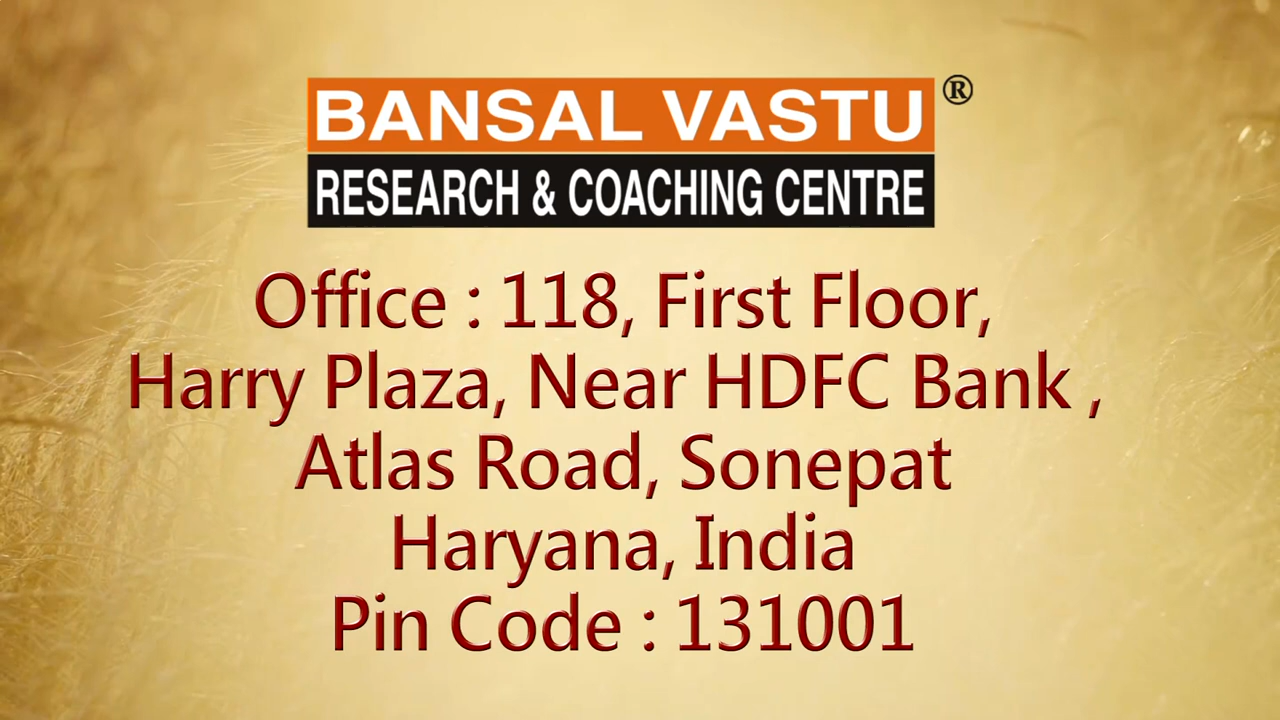 BANSAL VASTU ®
RESEARCH & COACHING CENTRE
Office : 118, First Floor,
Harry Plaza, Near HDFC Bank ,
Atlas Road, Sonepat
Haryana, India
Pin Code : 131001